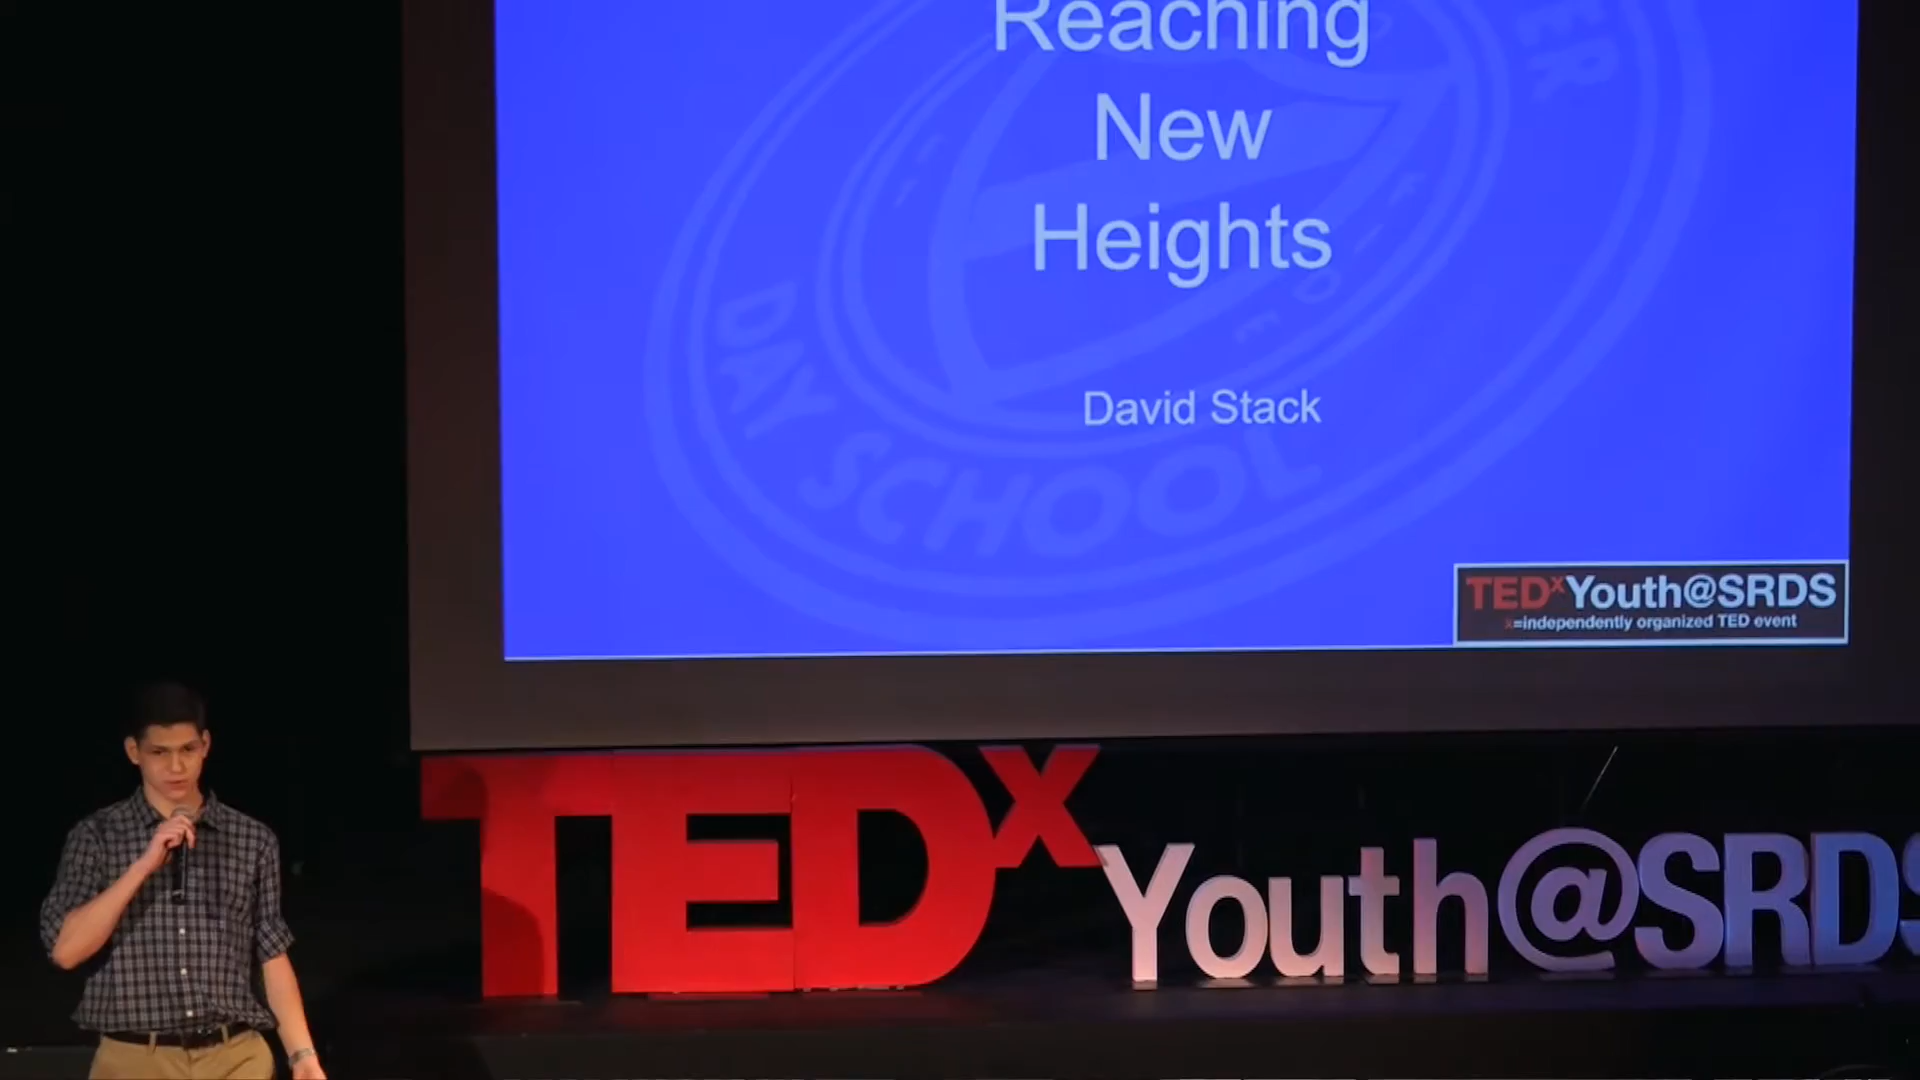 Reaching
New
Heights
David Stack
DAY SCHOOL
TEDxYouth@SRDS
x=independently organized TED event
TEDx
Youth@SRDS